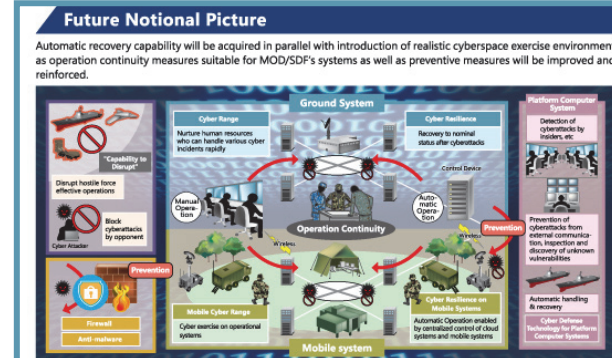 Future Notional Picture
Automatic recovery capability will be acquired in parallel with introduction of realistic cyberspace exercise environment
as operation continuity measures suitable for MOD/SDF's systems as well as preventive measures will be improved and
reinforced.
Ground System
Cyber Range
Nurture human resources
who can handle various cyber
incidents rapidly
Cyber Resilience
Recovery to nominal
status after cyberattacks
Platform Computer
System
Detection of
cyberattacks by
insiders, etc
"Capability to
Disrupt"
Disrupt hostile force
effective operations
Block
cyberattacks
by opponent
Cyber Attacker
Control Device
Manual
Opera-
tion
Auto-
matic
Opera-
tion
Operation Continuity
Wireless
Wireless
Prevention
Prevention of
cyberattacks from
external communica-
tion, inspection and
discovery of unknown
vulnerabilities
Prevention
Firewall
Anti-malware
Mobile Cyber Range
Cyber exercise on operational
systems
Cyber Resilience on
Mobile Systems
Automatic Operation enabled
by centralized control of cloud
systems and mobile systems
Automatic handling
& recovery
Cyber Defense
Technology for Platform
Computer Systems
Mobile system